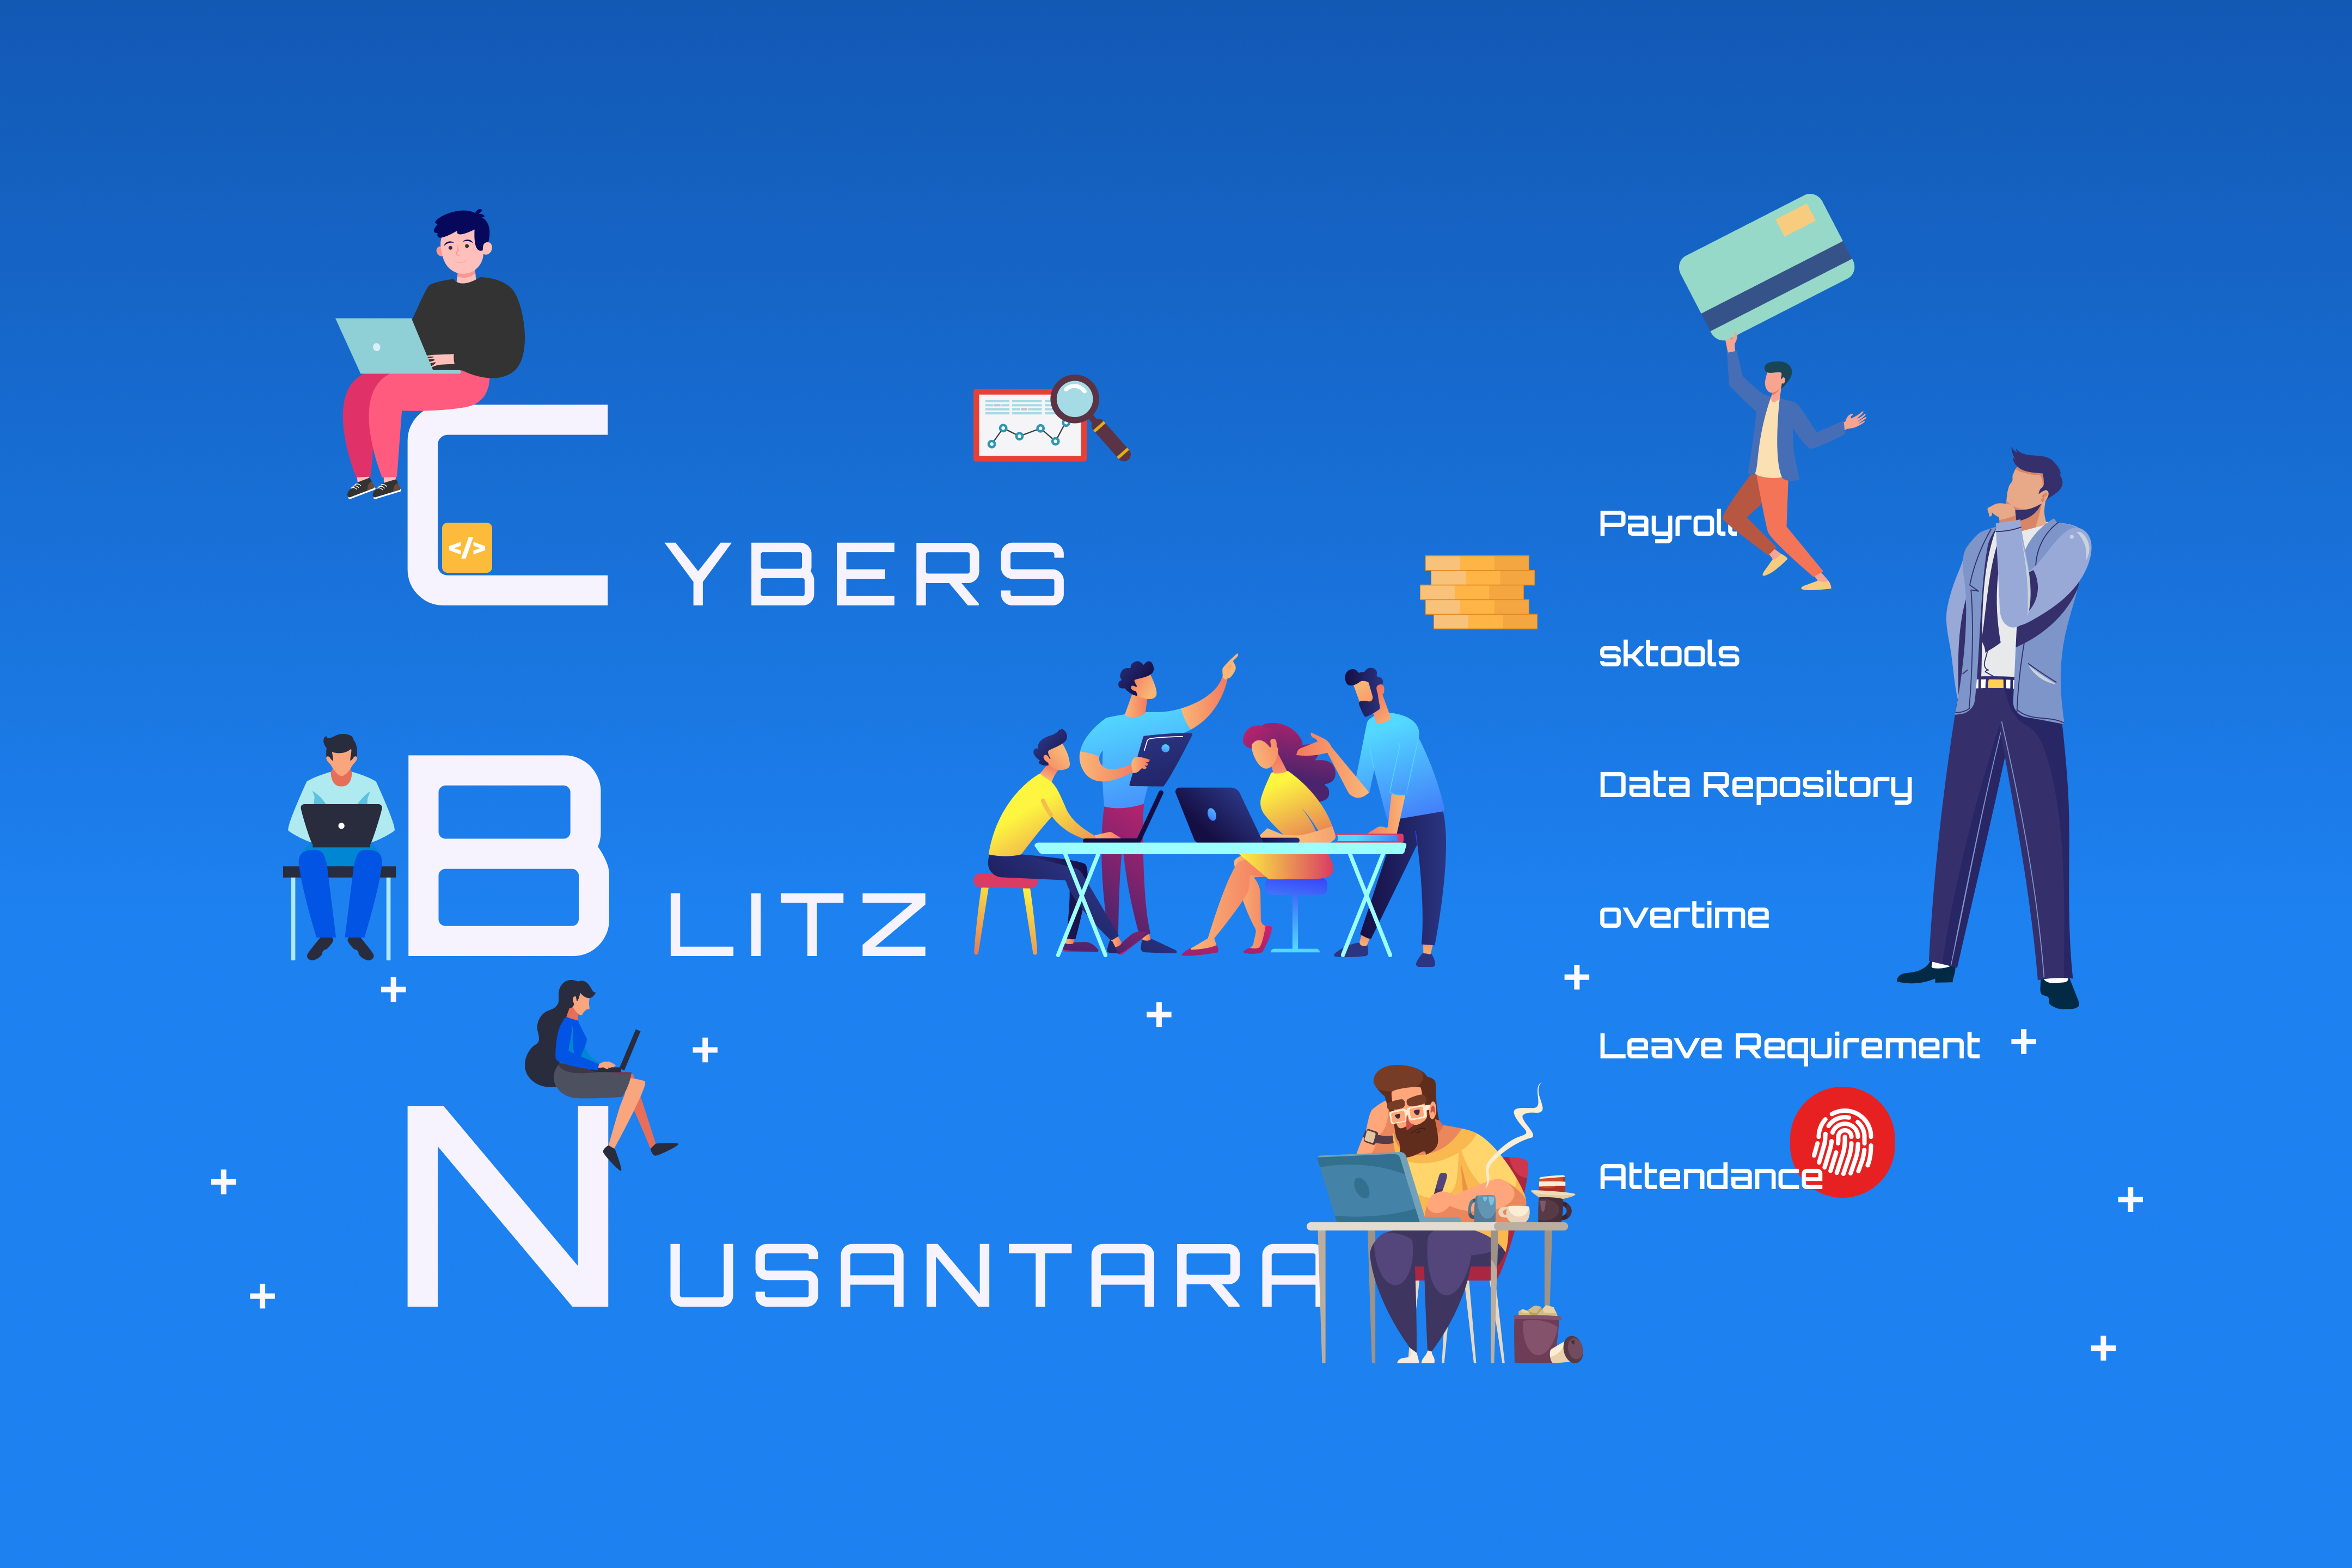 CYBERS
</>
BLITZ
NUSANTARA
Payroll
sktools
Data Repository
overtime
Leave Requirement
Attendance